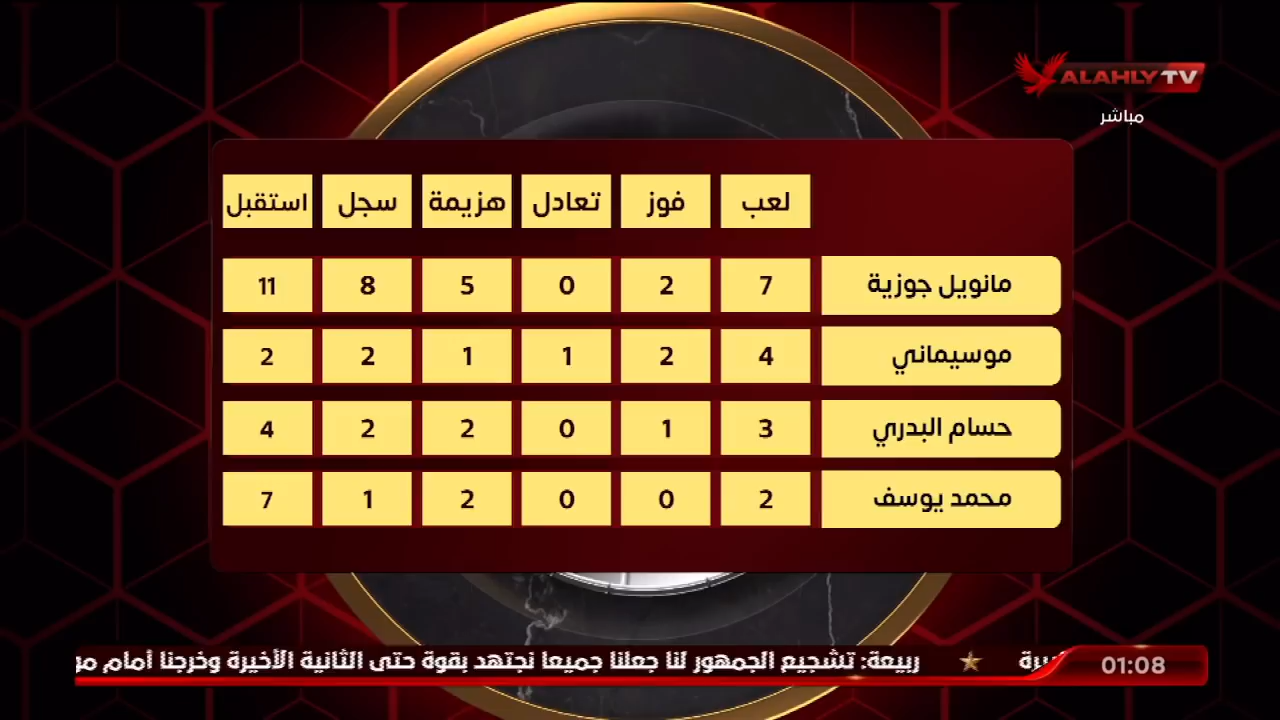 ALAHLY TV
مباشر
لعب فوز تعادل هزيمة سجل استقبل
مانويل جوزية 7 2 0 5 8 11
موسيماني 4 2 1 1 2 2
حسام البدري 3 1 0 2 2 4
محمد يوسف 2 0 0 2 1 7
ربيعة: تشجيع الجمهور لنا جعلنا جميعا نجتهد بقوة حتى الثانية الأخيرة وخرجنا أمام
01:08